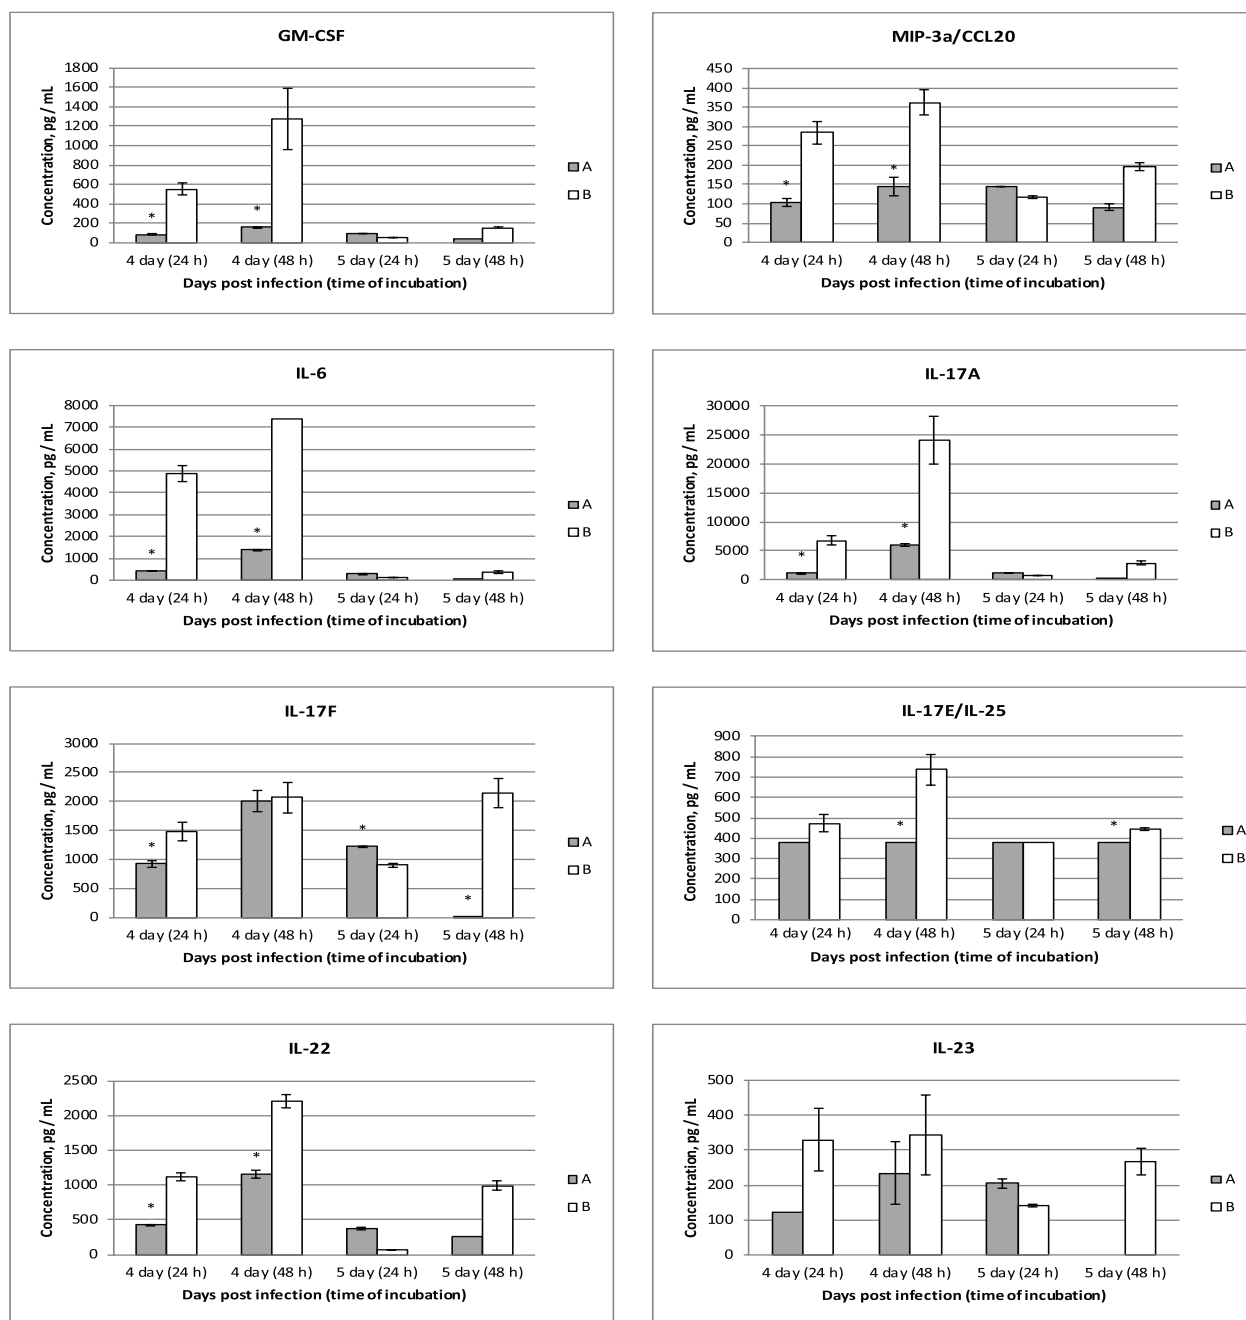 GM-CSF
Concentration, pg / mL
1800
1600
1400
1200
1000
800
600
400
200
0
* *
4 day (24 h) 4 day (48 h) 5 day (24 h) 5 day (48 h)
Days post infection (time of incubation)
A
B
MIP-3a/CCL20
Concentration, pg / mL
450
400
350
300
250
200
150
100
50
0
* *
4 day (24 h) 4 day (48 h) 5 day (24 h) 5 day (48 h)
Days post infection (time of incubation)
A
B
IL-6
Concentration, pg / mL
8000
7000
6000
5000
4000
3000
2000
1000
0
* *
4 day (24 h) 4 day (48 h) 5 day (24 h) 5 day (48 h)
Days post infection (time of incubation)
A
B
IL-17A
Concentration, pg / mL
30000
25000
20000
15000
10000
5000
0
* *
4 day (24 h) 4 day (48 h) 5 day (24 h) 5 day (48 h)
Days post infection (time of incubation)
A
B
IL-17F
Concentration, pg / mL
3000
2500
2000
1500
1000
500
0
* * *
4 day (24 h) 4 day (48 h) 5 day (24 h) 5 day (48 h)
Days post infection (time of incubation)
A
B
IL-17E/IL-25
Concentration, pg / mL
900
800
700
600
500
400
300
200
100
0
* *
4 day (24 h) 4 day (48 h) 5 day (24 h) 5 day (48 h)
Days post infection (time of incubation)
A
B
IL-22
Concentration, pg / mL
2500
2000
1500
1000
500
0
* *
4 day (24 h) 4 day (48 h) 5 day (24 h) 5 day (48 h)
Days post infection (time of incubation)
A
B
IL-23
Concentration, pg / mL
500
400
300
200
100
0
4 day (24 h) 4 day (48 h) 5 day (24 h) 5 day (48 h)
Days post infection (time of incubation)
A
B